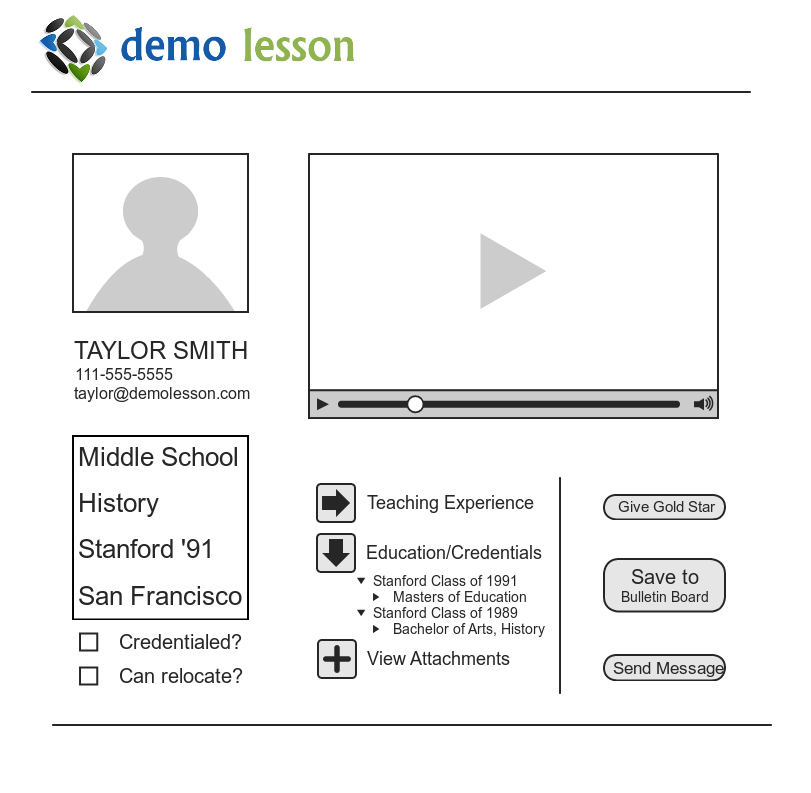 demo lesson
TAYLOR SMITH
111-555-5555
taylor@demolesson.com
Middle School
History
Stanford '91
San Francisco
Credentialed?
Can relocate?
Teaching Experience
Education/Credentials
Stanford Class of 1991
Masters of Education
Stanford Class of 1989
Bachelor of Arts, History
View Attachments
Give Gold Star
Save to
Bulletin Board
Send Message